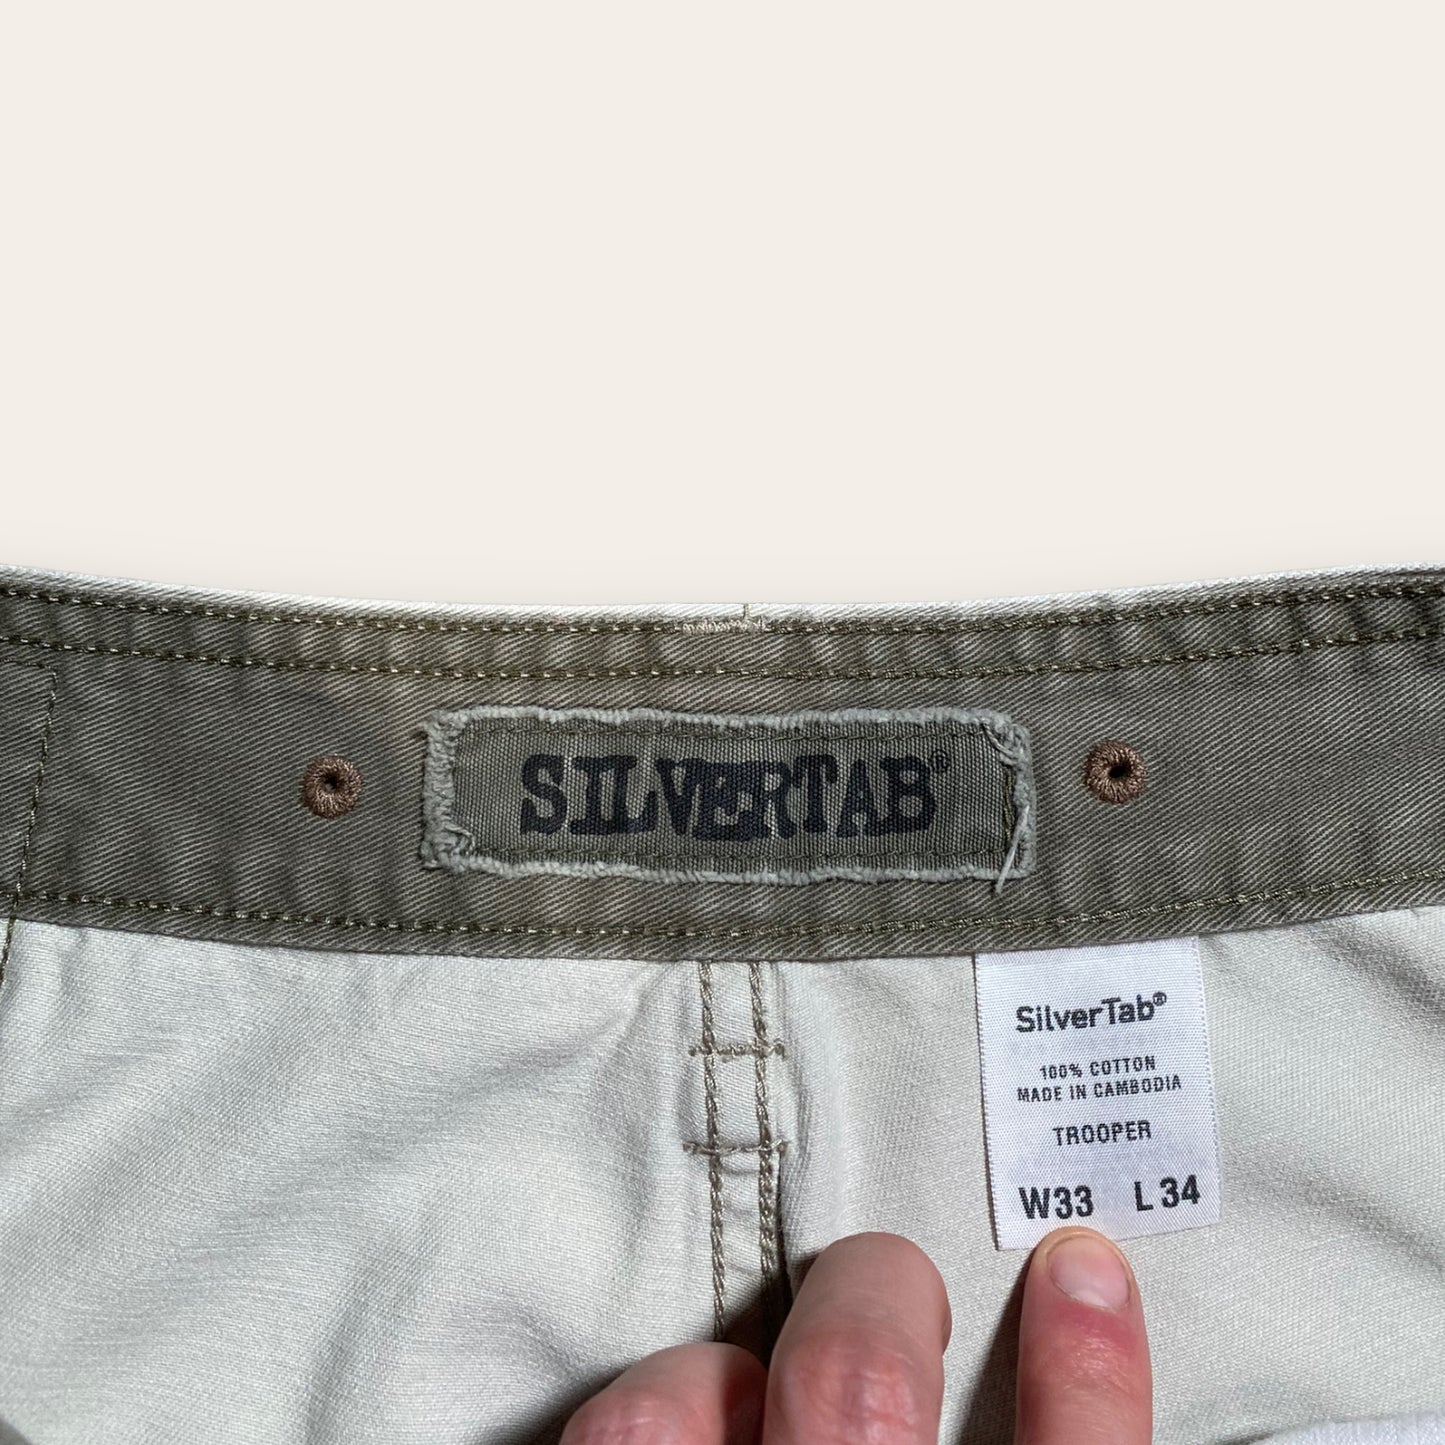 SILVERTAB®
SilverTab®
100% COTTON
MADE IN CAMBODIA
TROOPER
W33 L34